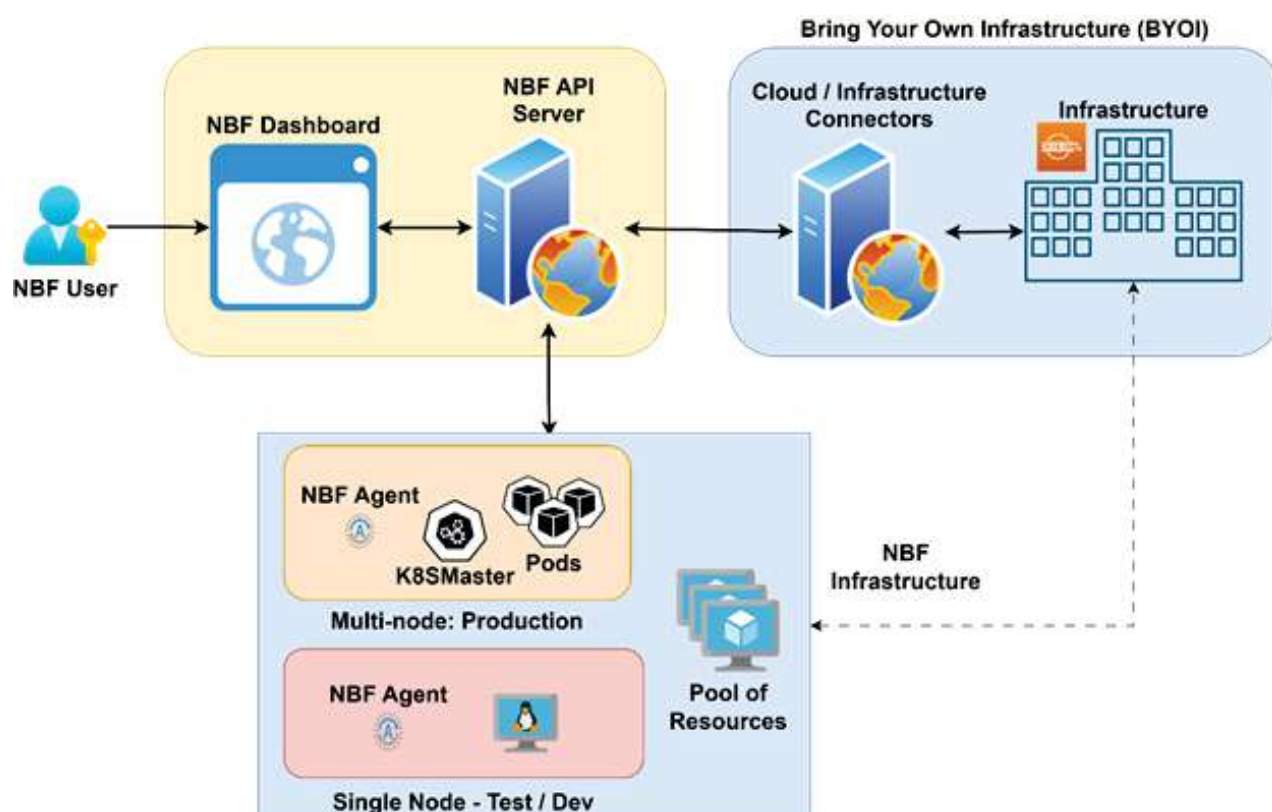 Bring Your Own Infrastructure (BYOI)
NBF Dashboard
NBF API
Server
Cloud / Infrastructure
Connectors
Infrastructure
NBF User
NBF Agent
K8SMaster
Pods
Multi-node: Production
NBF Agent
Single Node - Test / Dev
Pool of
Resources
NBF
Infrastructure